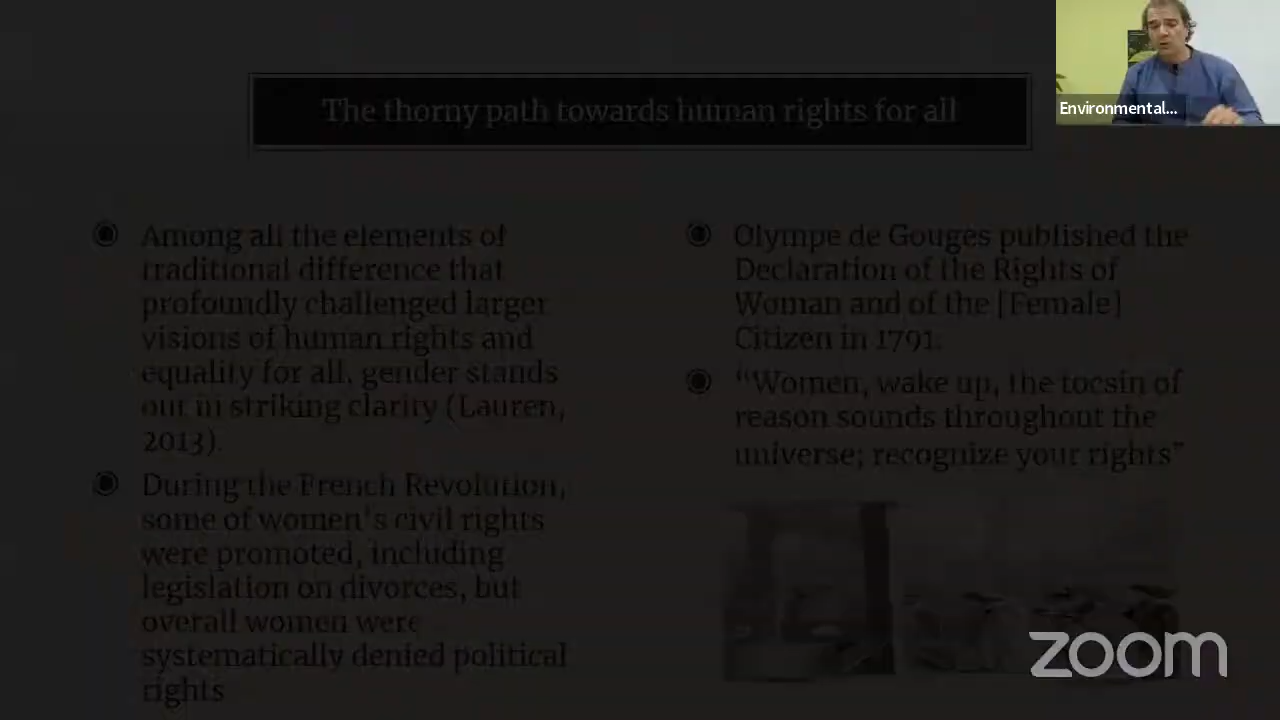 The thorny path towards human rights for all
Environmental...
Among all the elements of
traditional difference that
profoundly challenged larger
visions of human rights and
equality for all, gender stands
out in striking clarity (Lauren,
2013).
During the French Revolution,
some of women's civil rights
were promoted, including
legislation on divorces, but
overall women were
systematically denied political
rights
Olympe de Gouges published the
Declaration of the Rights of
Woman and of the [Female]
Citizen in 1791.
“Women, wake up, the tocsin of
reason sounds throughout the
universe; recognize your rights”
zoom